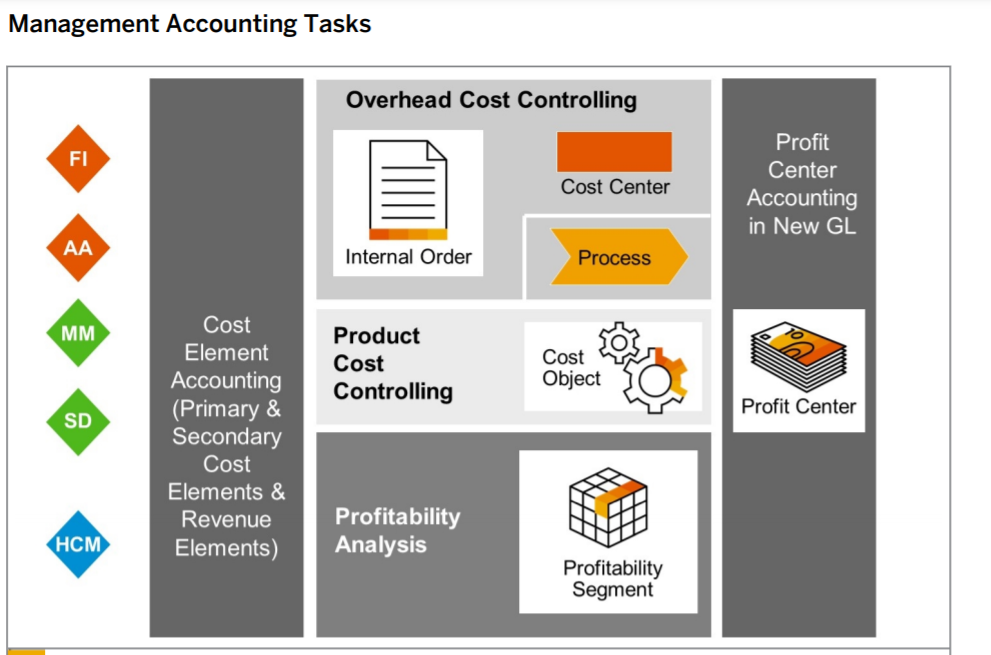 Management Accounting Tasks
FI
AA
MM
SD
HCM
Cost
Element
Accounting
(Primary &
Secondary
Cost
Elements &
Revenue
Elements)
Overhead Cost Controlling
Internal Order
Cost Center
Process
Product
Cost
Controlling
Cost
Object
Profitability
Analysis
Profitability
Segment
Profit
Center
Accounting
in New GL
10
Profit Center